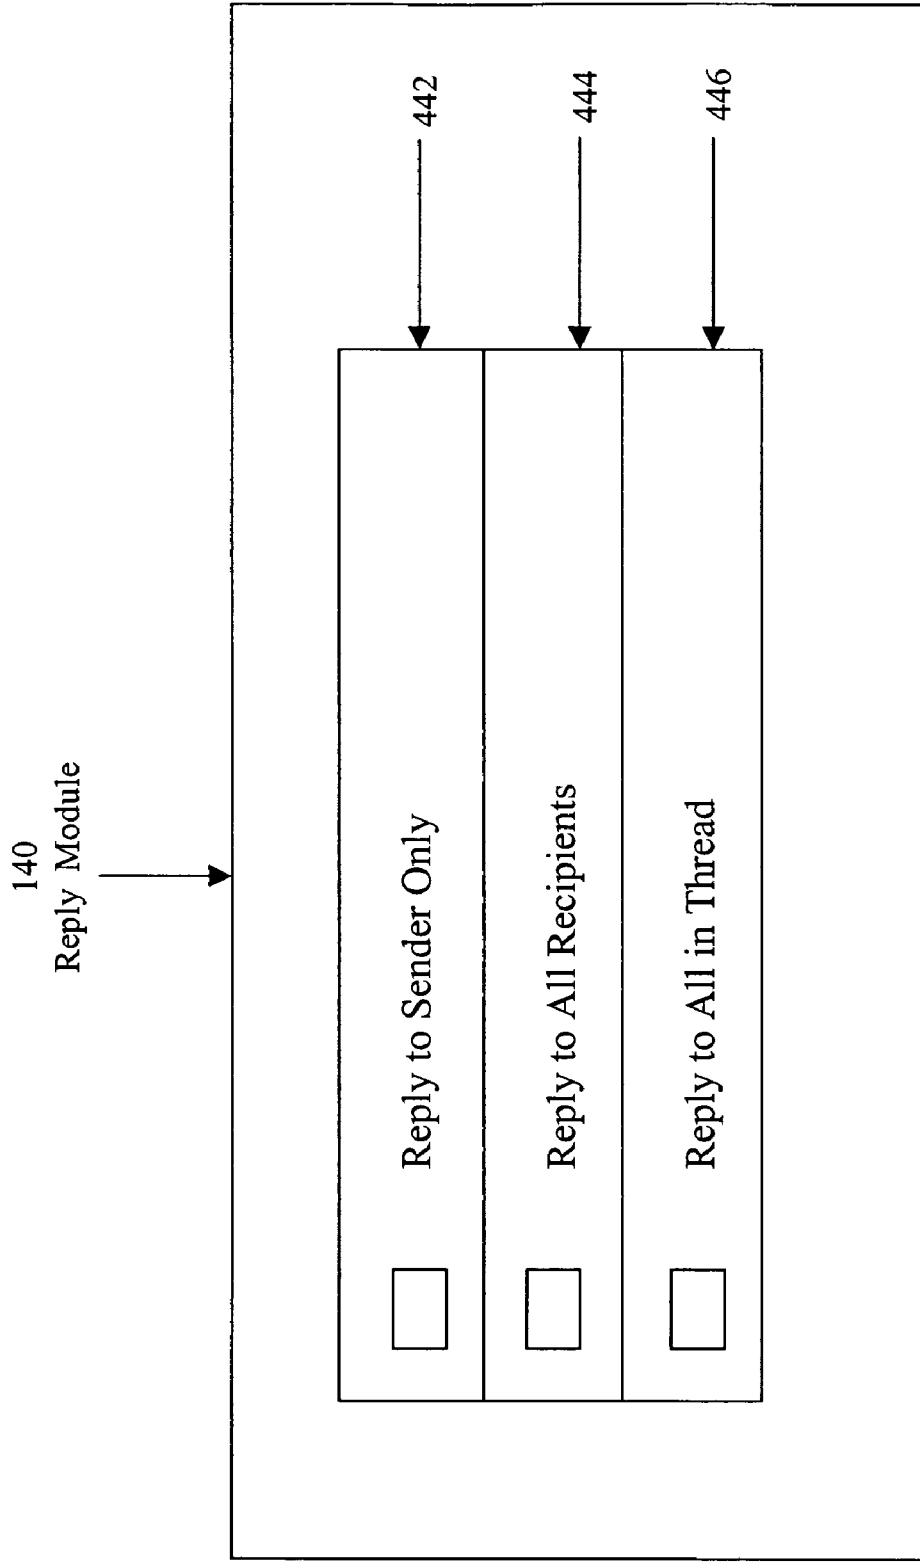 140
Reply Module
Reply to Sender Only
442
Reply to All Recipients
444
Reply to All in Thread
446